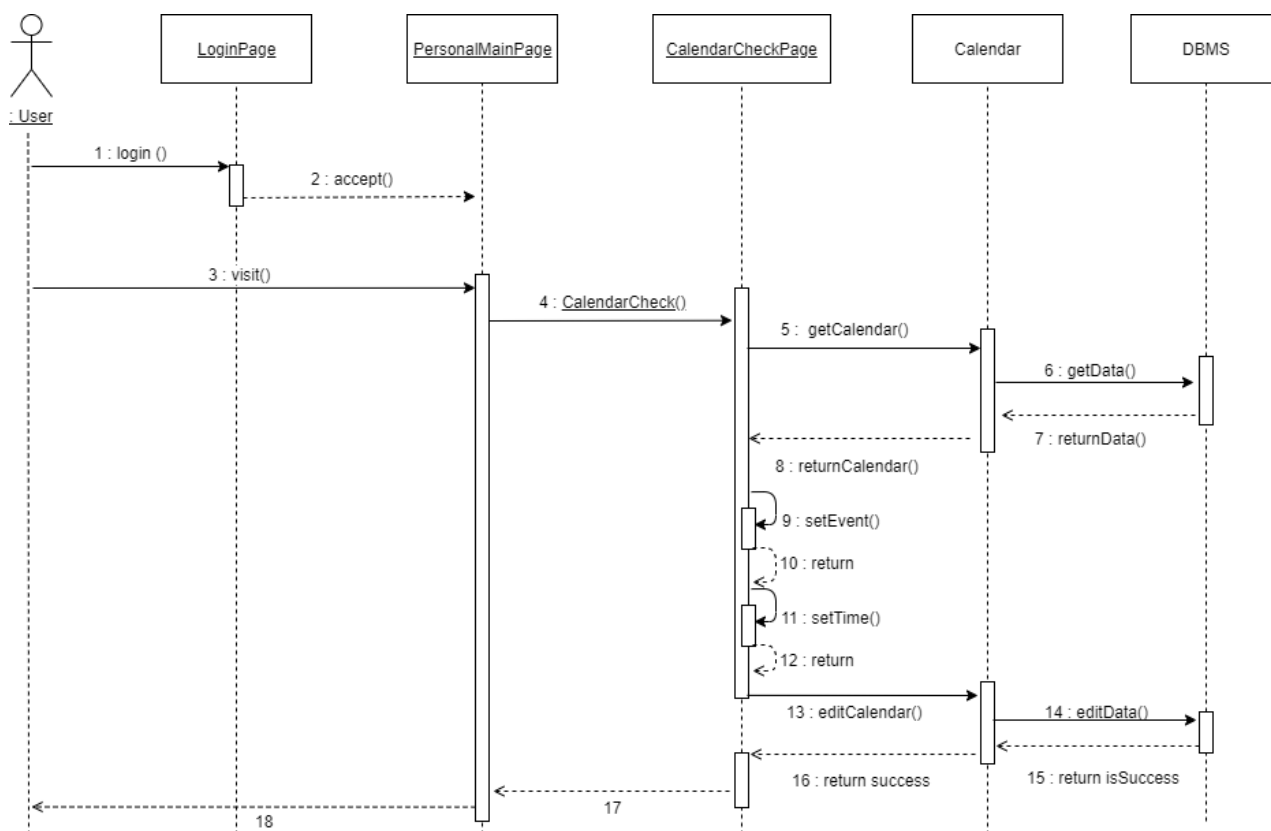 LoginPage
PersonalMainPage
CalendarCheckPage
Calendar
DBMS
: User
1 : login ()
2 : accept()
3 : visit()
4 : CalendarCheck()
5 : getCalendar()
6 : getData()
7 : returnData()
8 : returnCalendar()
9 : setEvent()
10 : return
11 : setTime()
12 : return
13 : editCalendar()
14 : editData()
15 : return isSuccess
16 : return success
17
18